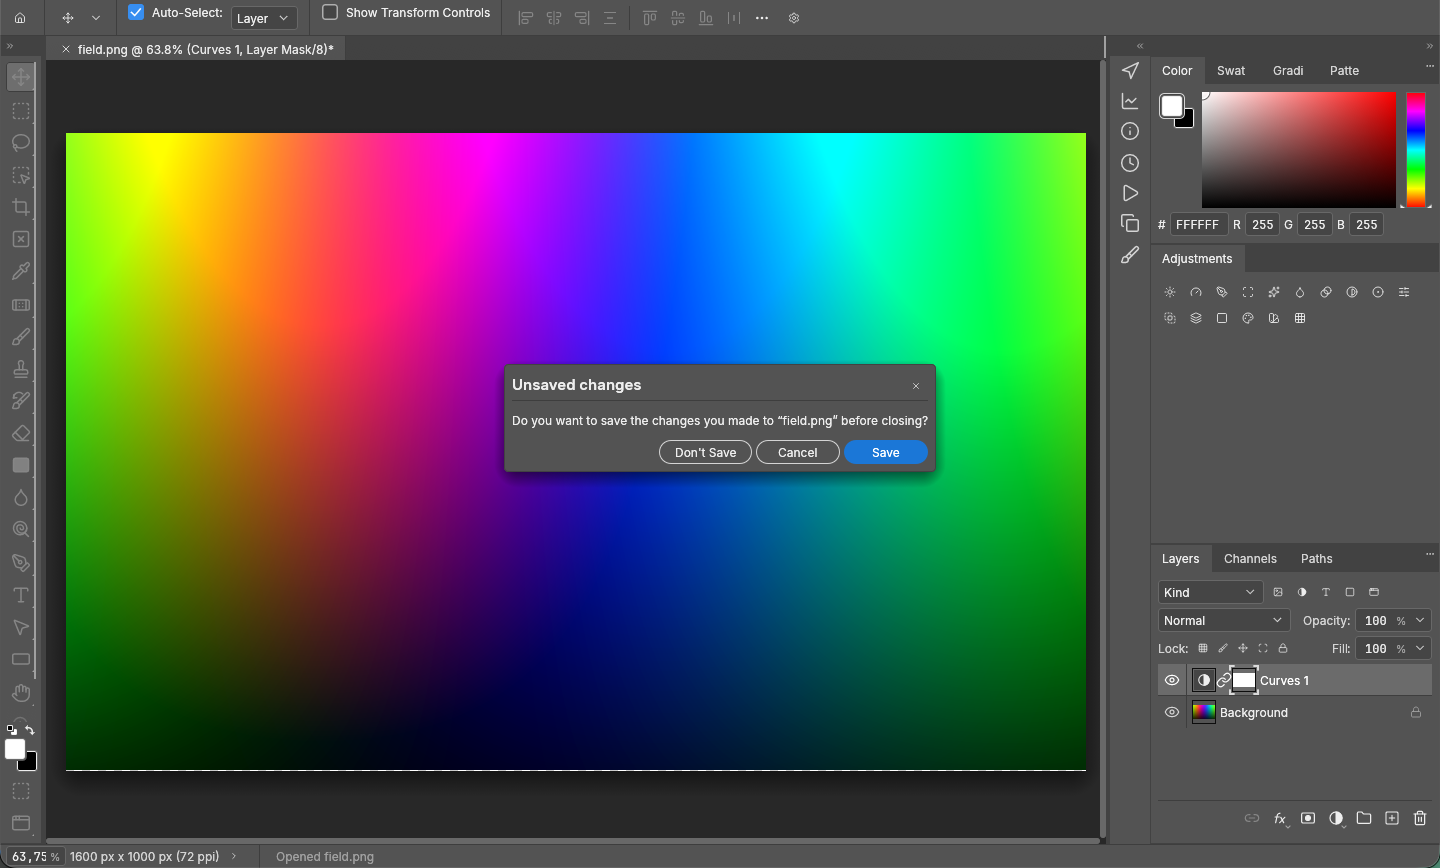 Auto-Select:
Layer
Show Transform Controls
field.png @ 63.8% (Curves 1, Layer Mask/8)*
Color
Swat
Gradi
Patte
# FFFFFF R 255 G 255 B 255
Adjustments
Unsaved changes
Do you want to save the changes you made to “field.png” before closing?
Don't Save
Cancel
Save
Layers
Channels
Paths
Kind
Normal
Opacity: 100 %
Lock:
Fill: 100 %
Curves 1
Background
fx
63,75 %
1600 px x 1000 px (72 ppi)
Opened field.png